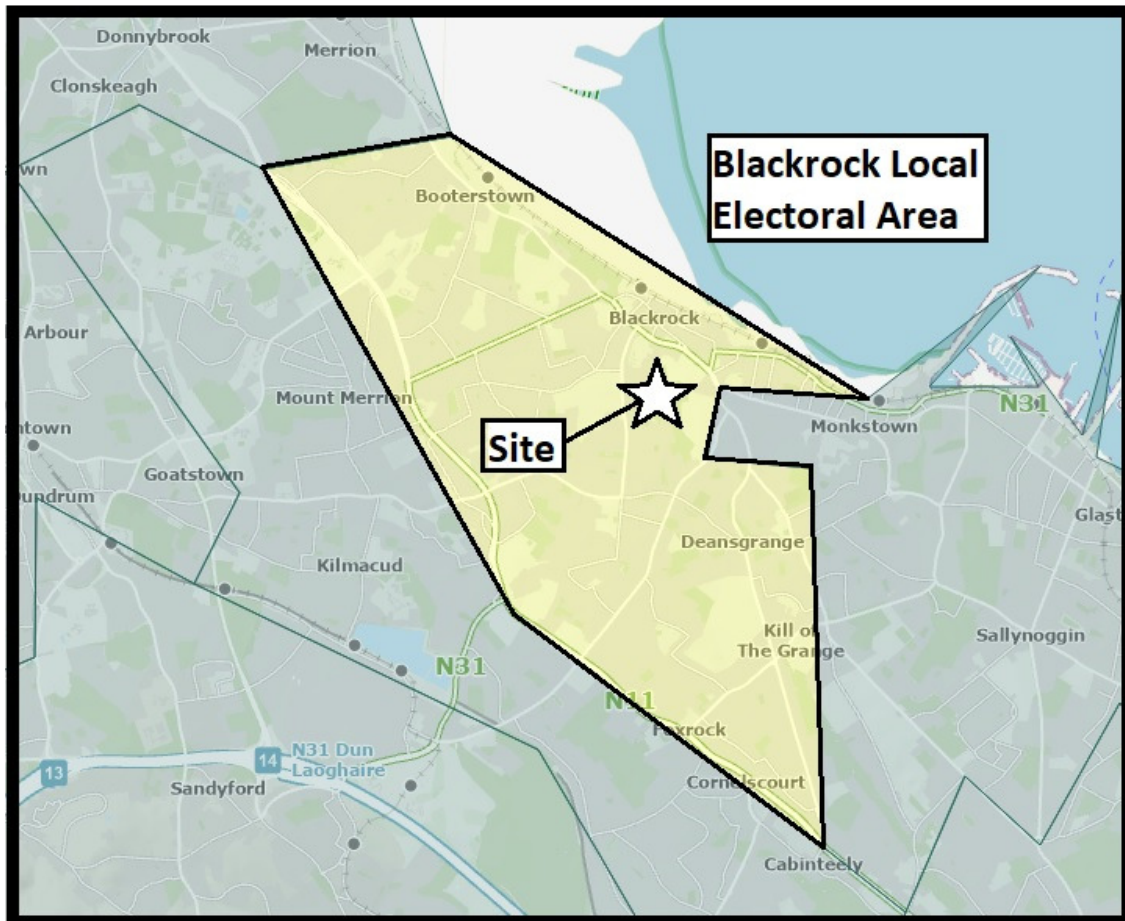 Donnybrook
Merrion
Clonskeagh
Blackrock Local
Electoral Area
Booterstown
Arbour
Blackrock
Mount Merrion
N31
Monkstown
Site
Goatstown
Glast
Deansgrange
Kilmacud
Kill of
The Grange
Sallynoggin
N31
N11
Foxrock
N31 Dun
Laoghaire
14
13
Sandyford
Cornelscourt
Cabinteely